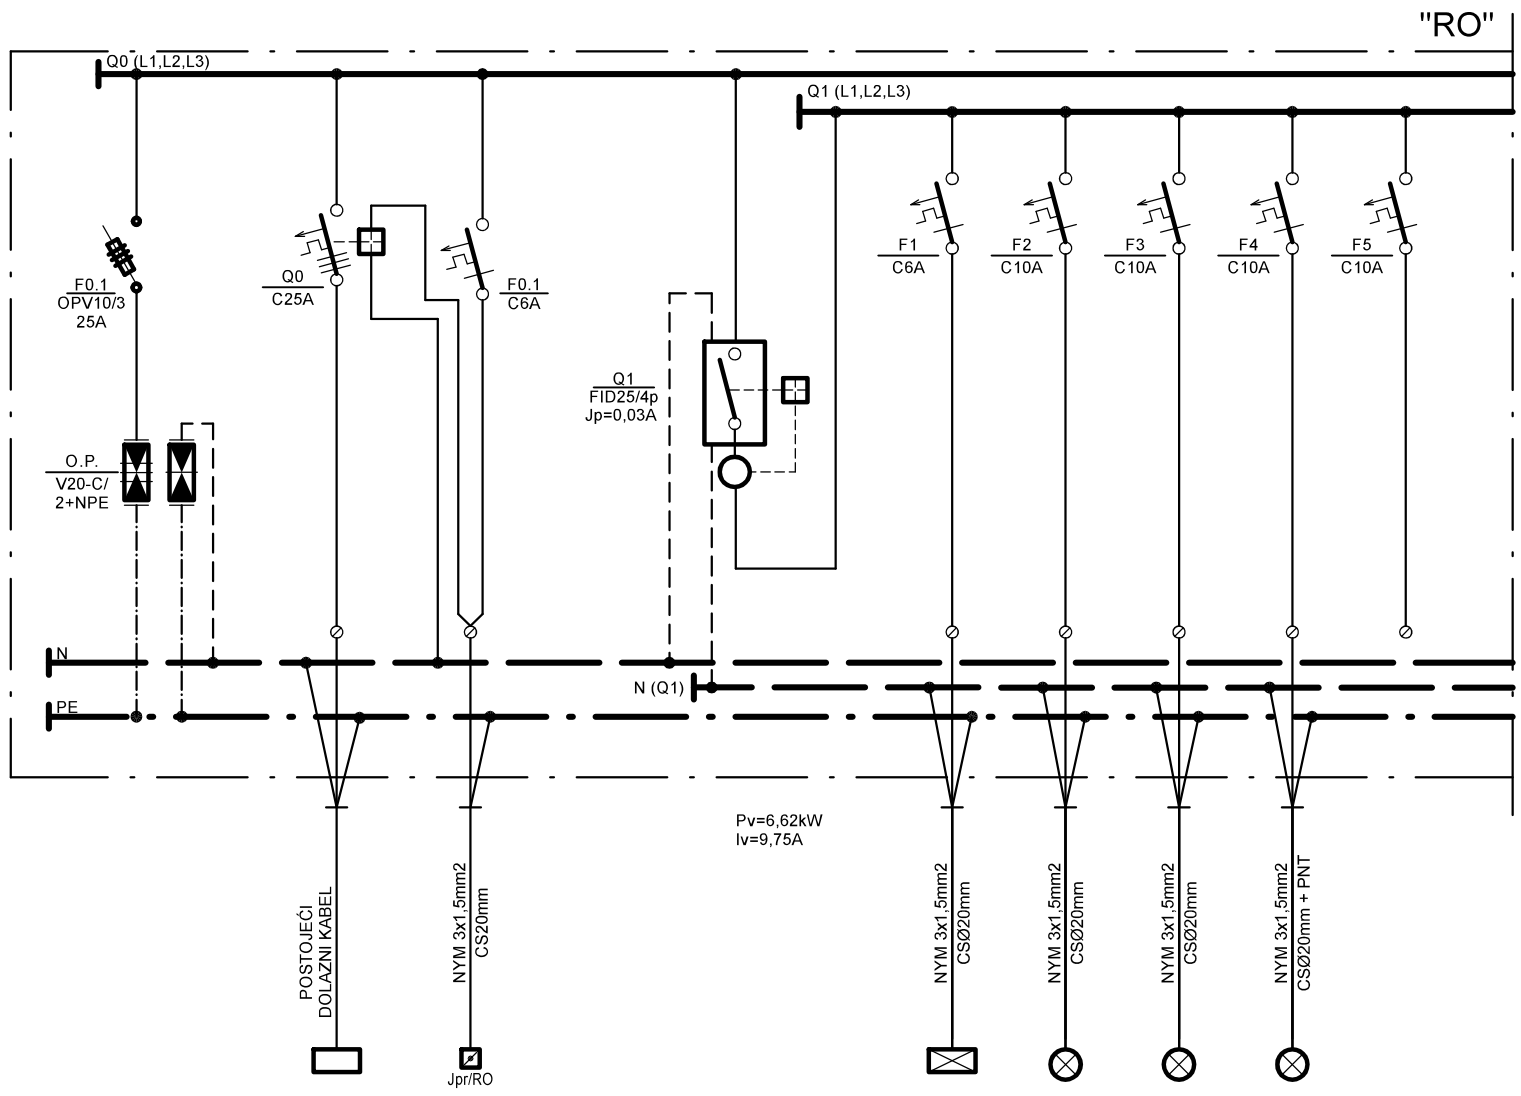 "RO"
Q0 (L1,L2,L3)
Q1 (L1,L2,L3)
F0.1
OPV10/3
25A
Q0
C25A
F0.1
C6A
Q1
FID25/4p
Jp=0,03A
F1
C6A
F2
C10A
F3
C10A
F4
C10A
F5
C10A
O.P.
V20-C/
2+NPE
N
N (Q1)
PE
Pv=6,62kW
Iv=9,75A
POSTOJEĆI
DOLAZNI KABEL
NYM 3x1,5mm2
CS20mm
NYM 3x1,5mm2
CSØ20mm
NYM 3x1,5mm2
CSØ20mm
NYM 3x1,5mm2
CSØ20mm
NYM 3x1,5mm2
CSØ20mm + PNT
Jpr/RO